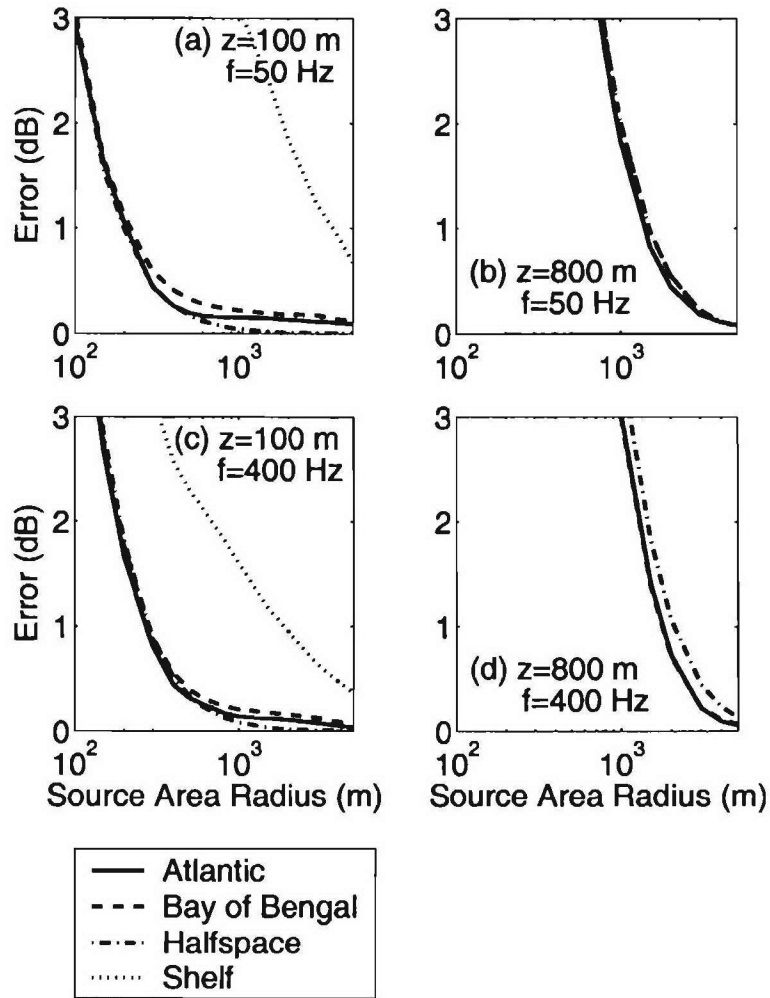 (a) z=100 m
f=50 Hz
Error (dB)
3
2
1
0
10²
10³
3
2
1
0
(b) z=800 m
f=50 Hz
10²
10³
(c) z=100 m
f=400 Hz
Error (dB)
3
2
1
0
10²
10³
Source Area Radius (m)
3
2
1
0
(d) z=800 m
f=400 Hz
10²
10³
Source Area Radius (m)
Atlantic
Bay of Bengal
Halfspace
Shelf